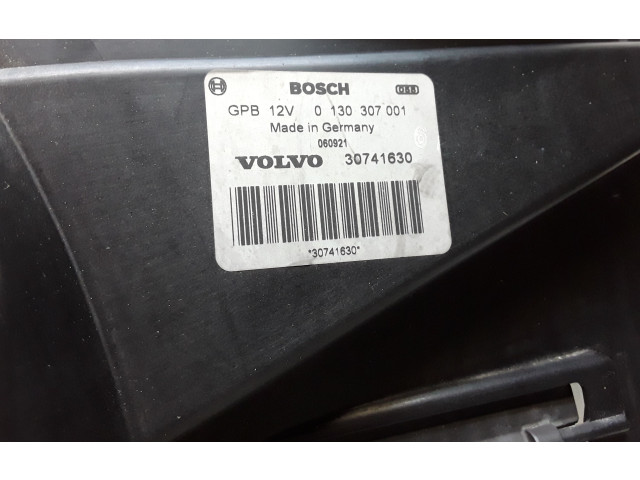 BOSCH
GPB 12V 0 130 307 001
Made in Germany
060921
VOLVO 30741630
*30741630*